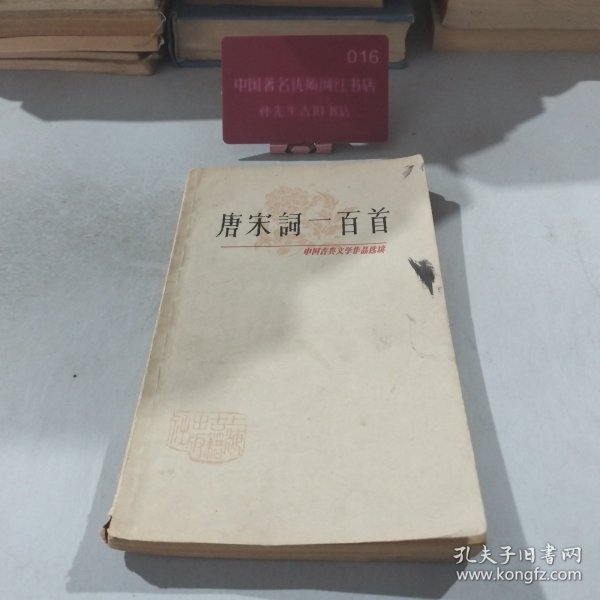 016
中国著名优质网红书店
孙先生古旧书店
唐宋詞一百首
中国古典文学作品选读
上海古籍出版社
孔夫子旧书网
www.kongfz.com